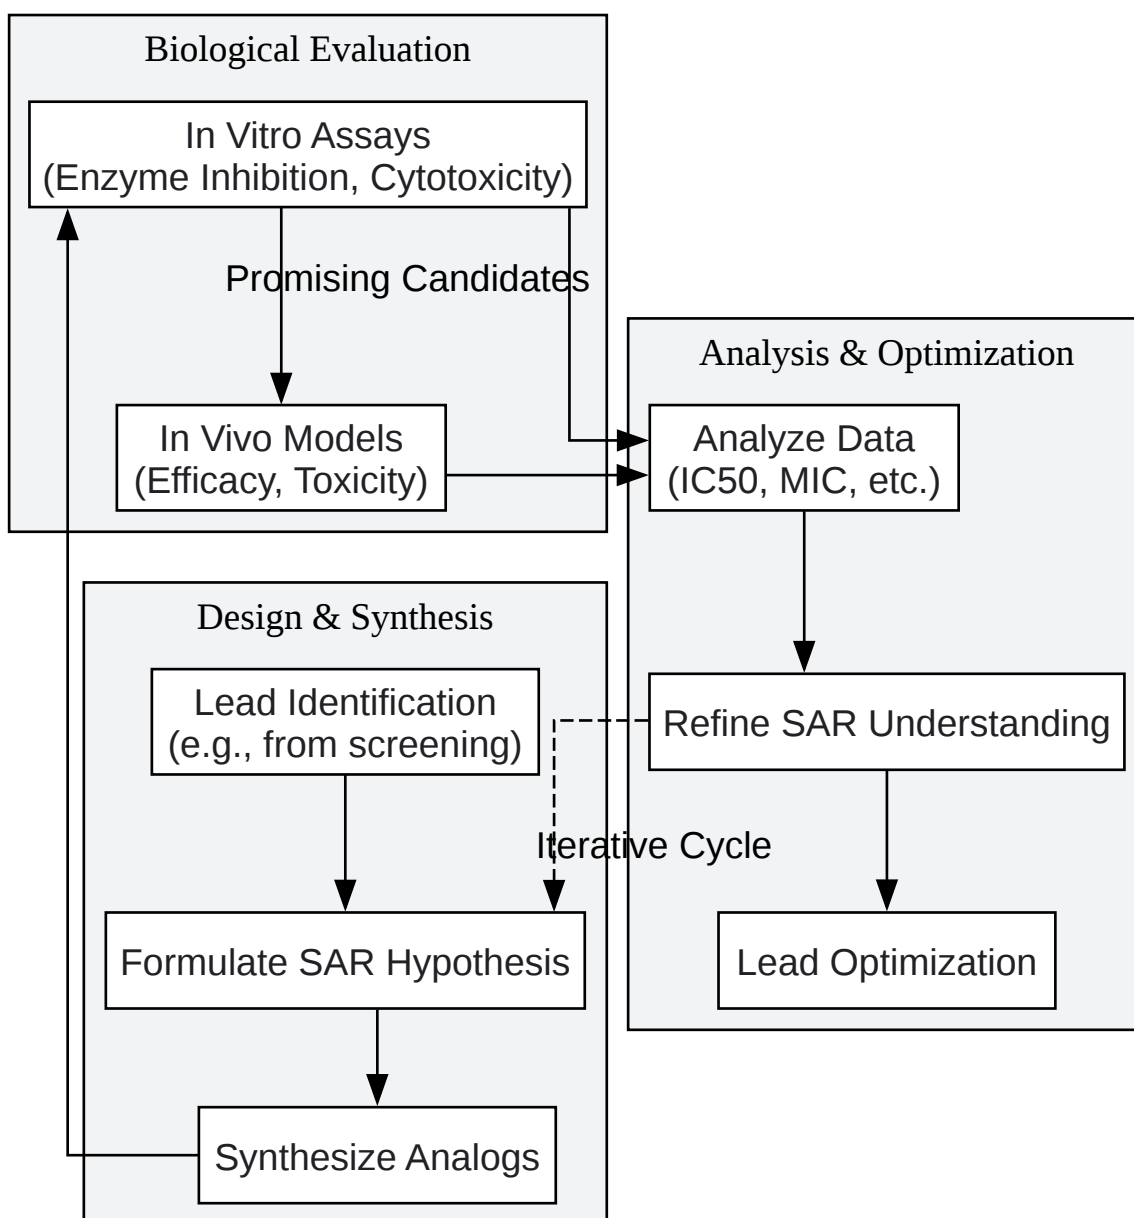 Biological Evaluation
In Vitro Assays
(Enzyme Inhibition, Cytotoxicity)
Promising Candidates
In Vivo Models
(Efficacy, Toxicity)
Analysis & Optimization
Analyze Data
(IC50, MIC, etc.)
Refine SAR Understanding
Lead Optimization
Design & Synthesis
Lead Identification
(e.g., from screening)
Iterative Cycle
Formulate SAR Hypothesis
Synthesize Analogs